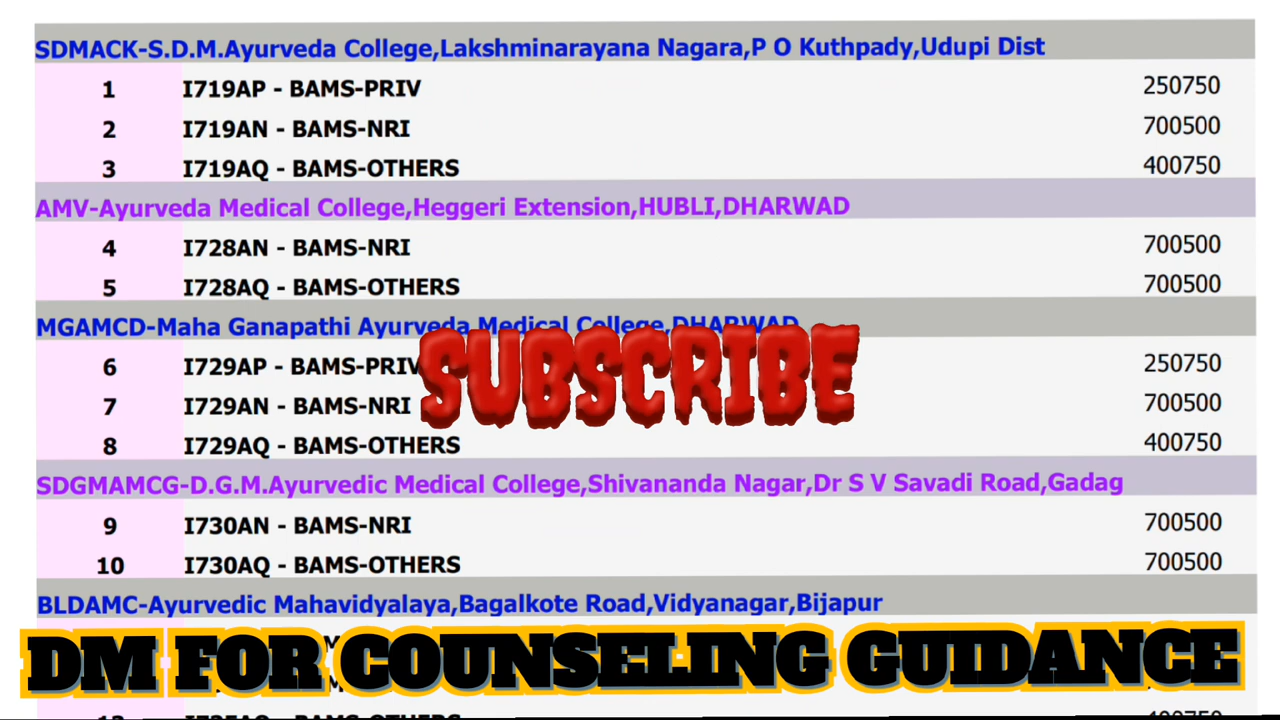 SDMACK-S.D.M.Ayurveda College,Lakshminarayana Nagara,P O Kuthpady,Udupi Dist
1 I719AP - BAMS-PRIV 250750
2 I719AN - BAMS-NRI 700500
3 I719AQ - BAMS-OTHERS 400750
AMV-Ayurveda Medical College,Heggeri Extension,HUBLI,DHARWAD
4 I728AN - BAMS-NRI 700500
5 I728AQ - BAMS-OTHERS 700500
MGAMCD-Maha Ganapathi Ayurveda Medical College,DHARWAD
6 I729AP - BAMS-PRIV 250750
SUBSCRIBE
7 I729AN - BAMS-NRI 700500
8 I729AQ - BAMS-OTHERS 400750
SDGMAMCG-D.G.M.Ayurvedic Medical College,Shivananda Nagar,Dr S V Savadi Road,Gadag
9 I730AN - BAMS-NRI 700500
10 I730AQ - BAMS-OTHERS 700500
BLDAMC-Ayurvedic Mahavidyalaya,Bagalkote Road,Vidyanagar,Bijapur
DM FOR COUNSELING GUIDANCE